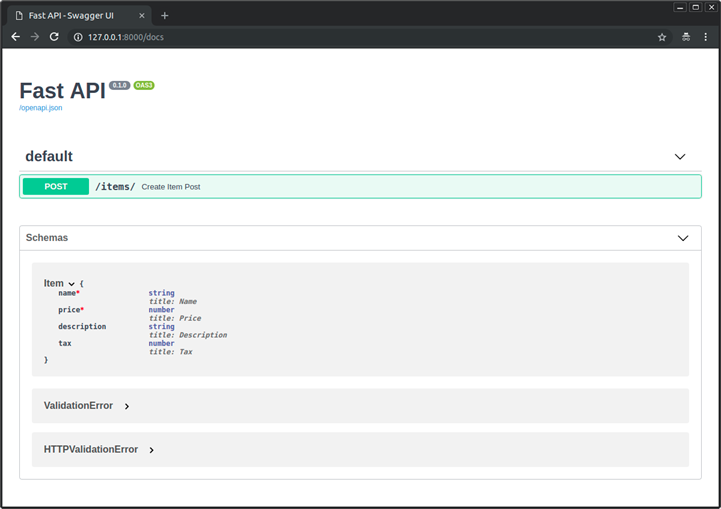 Fast API - Swagger UI
127.0.0.1:8000/docs
Fast API 0.1.0 OAS3
/openapi.json
default
POST /items/ Create Item Post
Schemas
Item {
name* string
title: Name
price* number
title: Price
description string
title: Description
tax number
title: Tax
}
ValidationError
HTTPValidationError